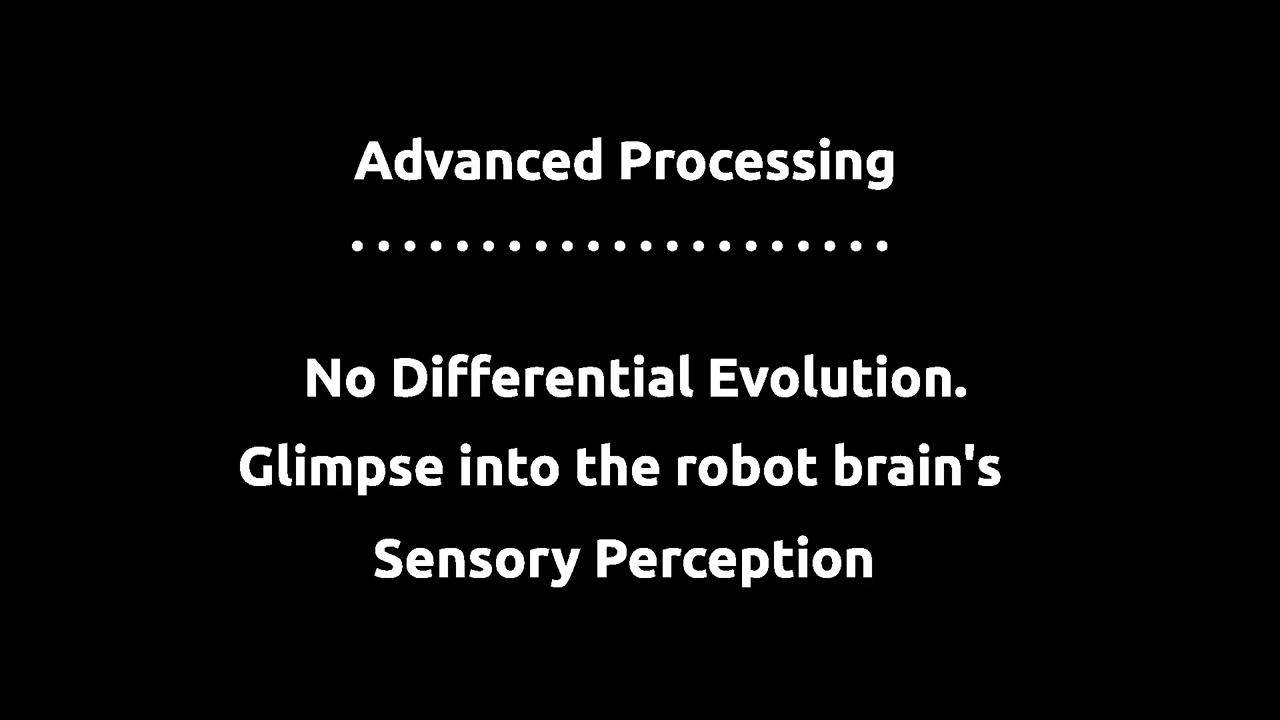 Advanced Processing
.....................
No Differential Evolution.
Glimpse into the robot brain's
Sensory Perception